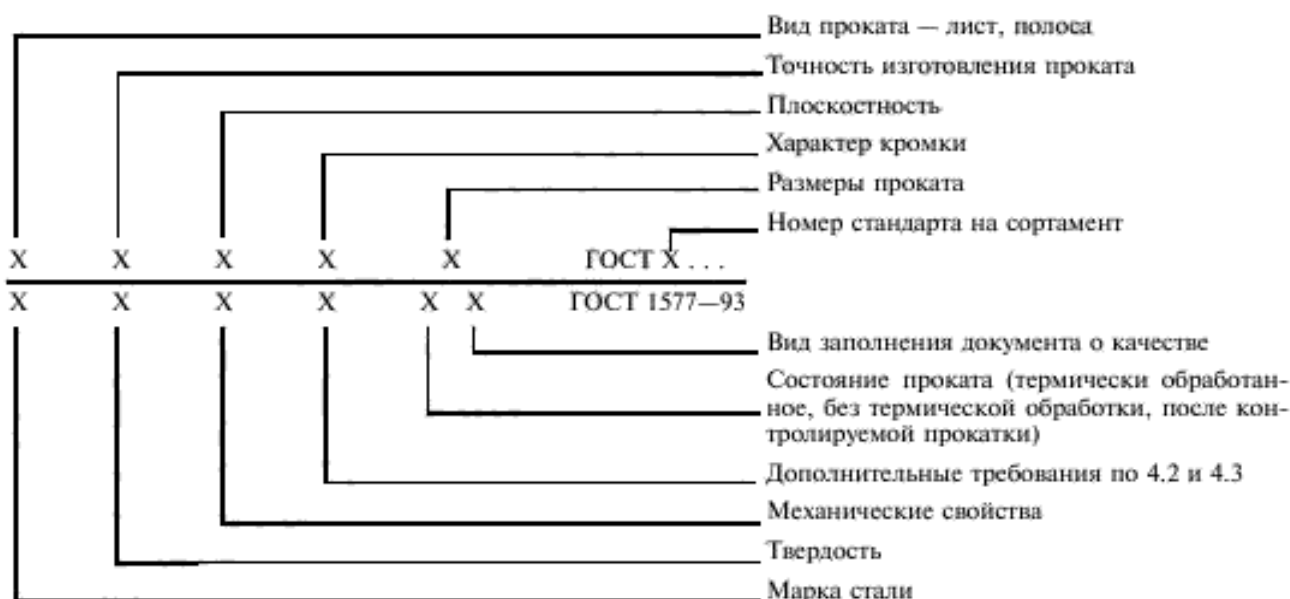 Вид проката — лист, полоса
Точность изготовления проката
Плоскостность
Характер кромки
Размеры проката
Номер стандарта на сортамент
Х Х Х Х Х ГОСТ Х . . .
Х Х Х Х Х Х ГОСТ 1577—93
Вид заполнения документа о качестве
Состояние проката (термически обработан-
ное, без термической обработки, после кон-
тролируемой прокатки)
Дополнительные требования по 4.2 и 4.3
Механические свойства
Твердость
Марка стали